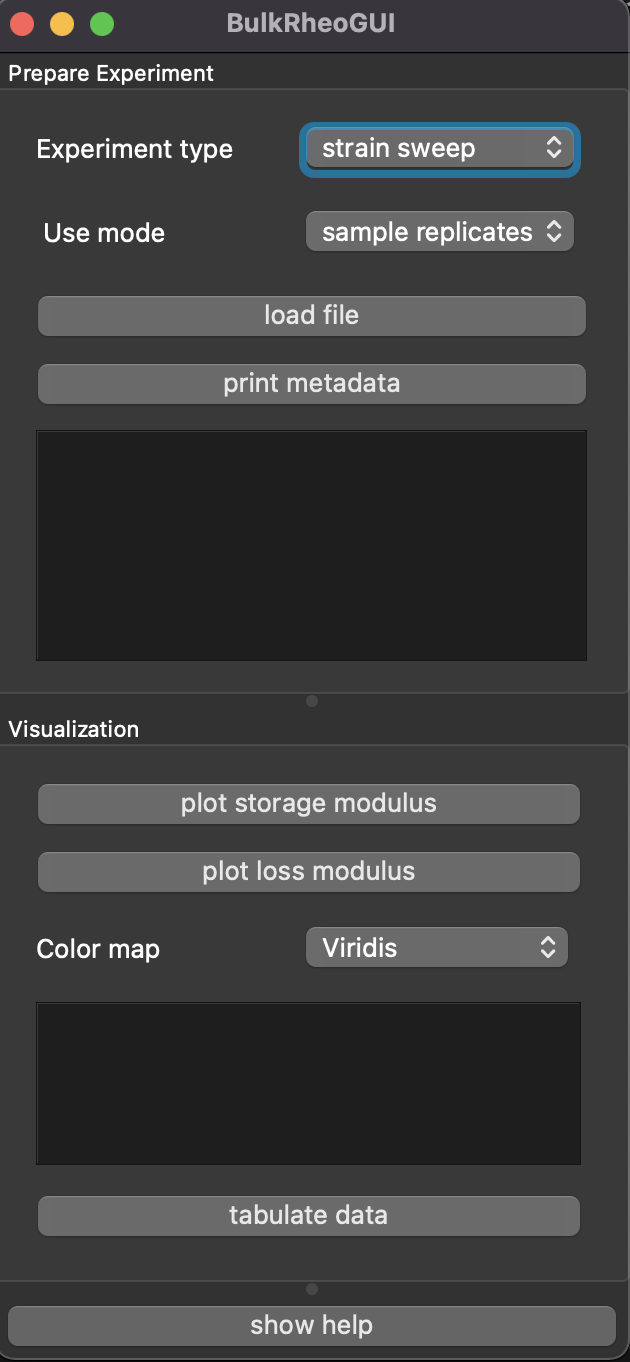 BulkRheoGUI
Prepare Experiment
Experiment type strain sweep
Use mode sample replicates
load file
print metadata
Visualization
plot storage modulus
plot loss modulus
Color map Viridis
tabulate data
show help